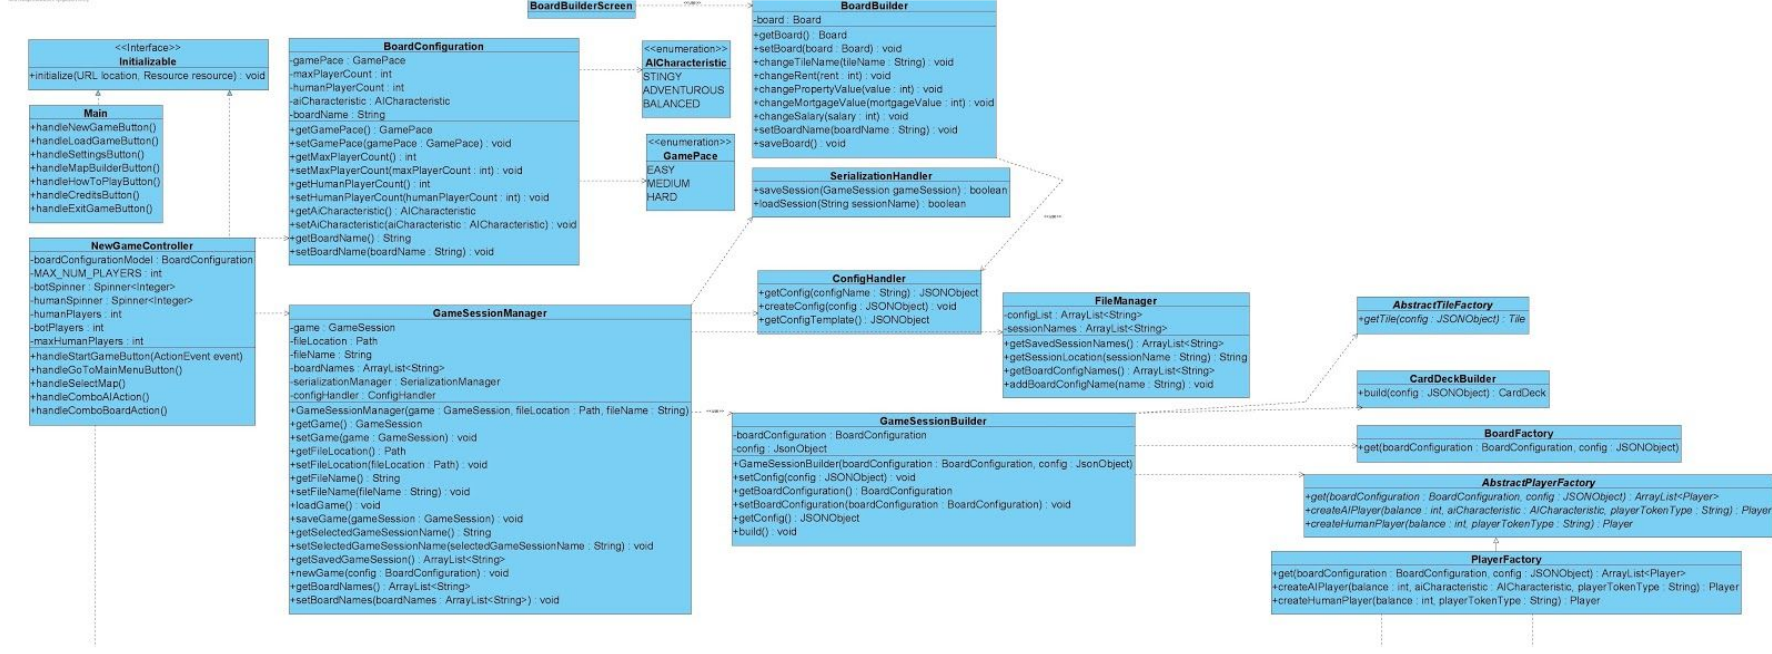 BoardBuilderScreen
BoardBuilder
-board : Board
+getBoard() : Board
+setBoard(board : Board) : void
+changeTileName(tileName : String) : void
+changeRent(rent : int) : void
+changePropertyValue(value : int) : void
+changeMortgageValue(mortgageValue : int) : void
+changeSalary(salary : int) : void
+setBoardName(boardName : String) : void
+saveBoard() : void
<<Interface>>
Initializable
+initialize(URL location, Resource resource) : void
Main
+handleNewGameButton()
+handleLoadGameButton()
+handleSettingsButton()
+handleMapBuilderButton()
+handleHowToPlayButton()
+handleCreditsButton()
+handleExitGameButton()
BoardConfiguration
-gamePace : GamePace
-maxPlayerCount : int
-humanPlayerCount : int
-aiCharacteristic : AICharacteristic
-boardName : String
+getGamePace() : GamePace
+setGamePace(gamePace : GamePace) : void
+getMaxPlayerCount() : int
+setMaxPlayerCount(maxPlayerCount : int) : void
+getHumanPlayerCount() : int
+setHumanPlayerCount(humanPlayerCount : int) : void
+getAiCharacteristic() : AICharacteristic
+setAiCharacteristic(aiCharacteristic : AICharacteristic) : void
+getBoardName() : String
+setBoardName(boardName : String) : void
<<enumeration>>
AICharacteristic
STINGY
ADVENTUROUS
BALANCED
<<enumeration>>
GamePace
EASY
MEDIUM
HARD
SerializationHandler
+saveSession(GameSession gameSession) : boolean
+loadSession(String sessionName) : boolean
NewGameController
-boardConfigurationModel : BoardConfiguration
-MAX_NUM_PLAYERS : int
-botSpinner : Spinner<Integer>
-humanSpinner : Spinner<Integer>
-humanPlayers : int
-botPlayers : int
-maxHumanPlayers : int
+handleStartGameButton(ActionEvent event)
+handleGoToMainMenuButton()
+handleSelectMap()
+handleComboAIAction()
+handleComboBoardAction()
GameSessionManager
-game : GameSession
-fileLocation : Path
-fileName : String
-boardNames : ArrayList<String>
-serializationManager : SerializationManager
-configHandler : ConfigHandler
+GameSessionManager(game : GameSession, fileLocation : Path, fileName : String)
+getGame() : GameSession
+setGame(game : GameSession) : void
+getFileLocation() : Path
+setFileLocation(fileLocation : Path) : void
+getFileName() : String
+setFileName(fileName : String) : void
+loadGame() : void
+saveGame(gameSession : GameSession) : void
+getSelectedGameSessionName() : String
+setSelectedGameSessionName(selectedGameSessionName : String) : void
+getSavedGameSession() : ArrayList<String>
+newGame(config : BoardConfiguration) : void
+getBoardNames() : ArrayList<String>
+setBoardNames(boardNames : ArrayList<String>) : void
ConfigHandler
+getConfig(configName : String) : JSONObject
+createConfig(config : JSONObject) : void
+getConfigTemplate() : JSONObject
FileManager
-configList : ArrayList<String>
-sessionNames : ArrayList<String>
+getSavedSessionNames() : ArrayList<String>
+getSessionLocation(sessionName : String) : String
+getBoardConfigNames() : ArrayList<String>
+addBoardConfigName(name : String) : void
AbstractTileFactory
+getTile(config : JSONObject) : Tile
CardDeckBuilder
+build(config : JSONObject) : CardDeck
GameSessionBuilder
-boardConfiguration : BoardConfiguration
-config : JsonObject
+GameSessionBuilder(boardConfiguration : BoardConfiguration, config : JsonObject)
+setConfig(config : JSONObject) : void
+getBoardConfiguration() : BoardConfiguration
+setBoardConfiguration(boardConfiguration : BoardConfiguration) : void
+getConfig() : JSONObject
+build() : void
BoardFactory
+get(boardConfiguration : BoardConfiguration, config : JSONObject)
AbstractPlayerFactory
+get(boardConfiguration : BoardConfiguration, config : JSONObject) : ArrayList<Player>
+createAIPlayer(balance : int, aiCharacteristic : AICharacteristic, playerTokenType : String) : Player
+createHumanPlayer(balance : int, playerTokenType : String) : Player
PlayerFactory
+get(boardConfiguration : BoardConfiguration, config : JSONObject) : ArrayList<Player>
+createAIPlayer(balance : int, aiCharacteristic : AICharacteristic, playerTokenType : String) : Player
+createHumanPlayer(balance : int, playerTokenType : String) : Player